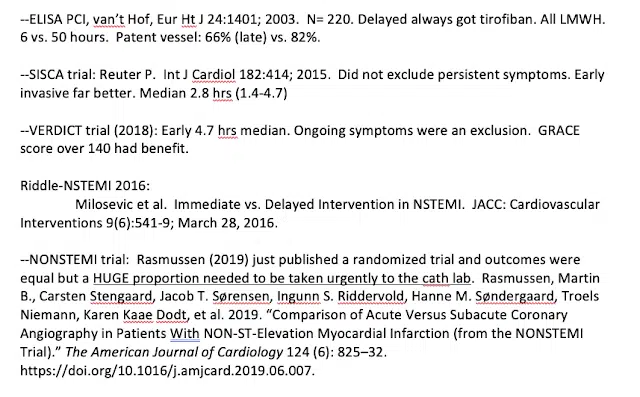 --ELISA PCI, van't Hof, Eur Ht J 24:1401; 2003.  N= 220. Delayed always got tirofiban. All LMWH.
6 vs. 50 hours.  Patent vessel: 66% (late) vs. 82%.
--SISCA trial: Reuter P.  Int J Cardiol 182:414; 2015.  Did not exclude persistent symptoms. Early
invasive far better. Median 2.8 hrs (1.4-4.7)
--VERDICT trial (2018): Early 4.7 hrs median. Ongoing symptoms were an exclusion.  GRACE
score over 140 had benefit.
Riddle-NSTEMI 2016:
Milosevic et al.  Immediate vs. Delayed Intervention in NSTEMI.  JACC: Cardiovascular
Interventions 9(6):541-9; March 28, 2016.
--NONSTEMI trial:  Rasmussen (2019) just published a randomized trial and outcomes were
equal but a HUGE proportion needed to be taken urgently to the cath lab.  Rasmussen, Martin
B., Carsten Stengaard, Jacob T. Sørensen, Ingunn S. Riddervold, Hanne M. Søndergaard, Troels
Niemann, Karen Kaae Dodt, et al. 2019. “Comparison of Acute Versus Subacute Coronary
Angiography in Patients With NON-ST-Elevation Myocardial Infarction (from the NONSTEMI
Trial).” The American Journal of Cardiology 124 (6): 825–32.
https://doi.org/10.1016/j.amjcard.2019.06.007.